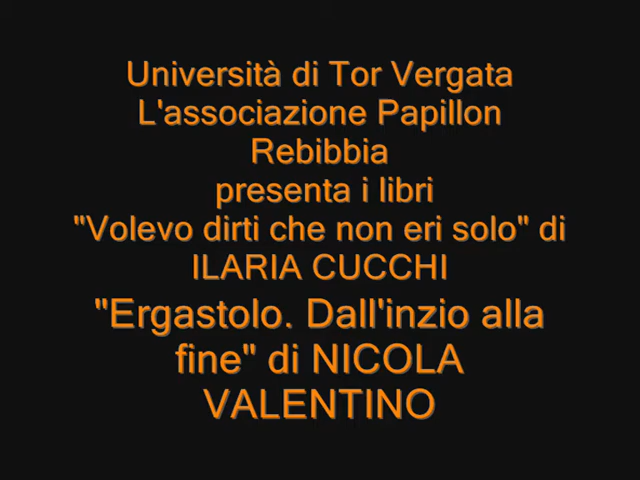 Università di Tor Vergata
L'associazione Papillon
Rebibbia
presenta i libri
"Volevo dirti che non eri solo" di
ILARIA CUCCHI
"Ergastolo. Dall'inzio alla
fine" di NICOLA
VALENTINO